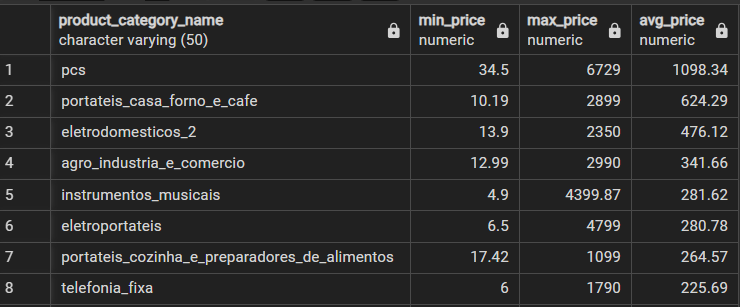 product_category_name min_price max_price avg_price
character varying (50) numeric numeric numeric
1 pcs 34.5 6729 1098.34
2 portateis_casa_forno_e_cafe 10.19 2899 624.29
3 eletrodomesticos_2 13.9 2350 476.12
4 agro_industria_e_comercio 12.99 2990 341.66
5 instrumentos_musicais 4.9 4399.87 281.62
6 eletroportateis 6.5 4799 280.78
7 portateis_cozinha_e_preparadores_de_alimentos 17.42 1099 264.57
8 telefonia_fixa 6 1790 225.69